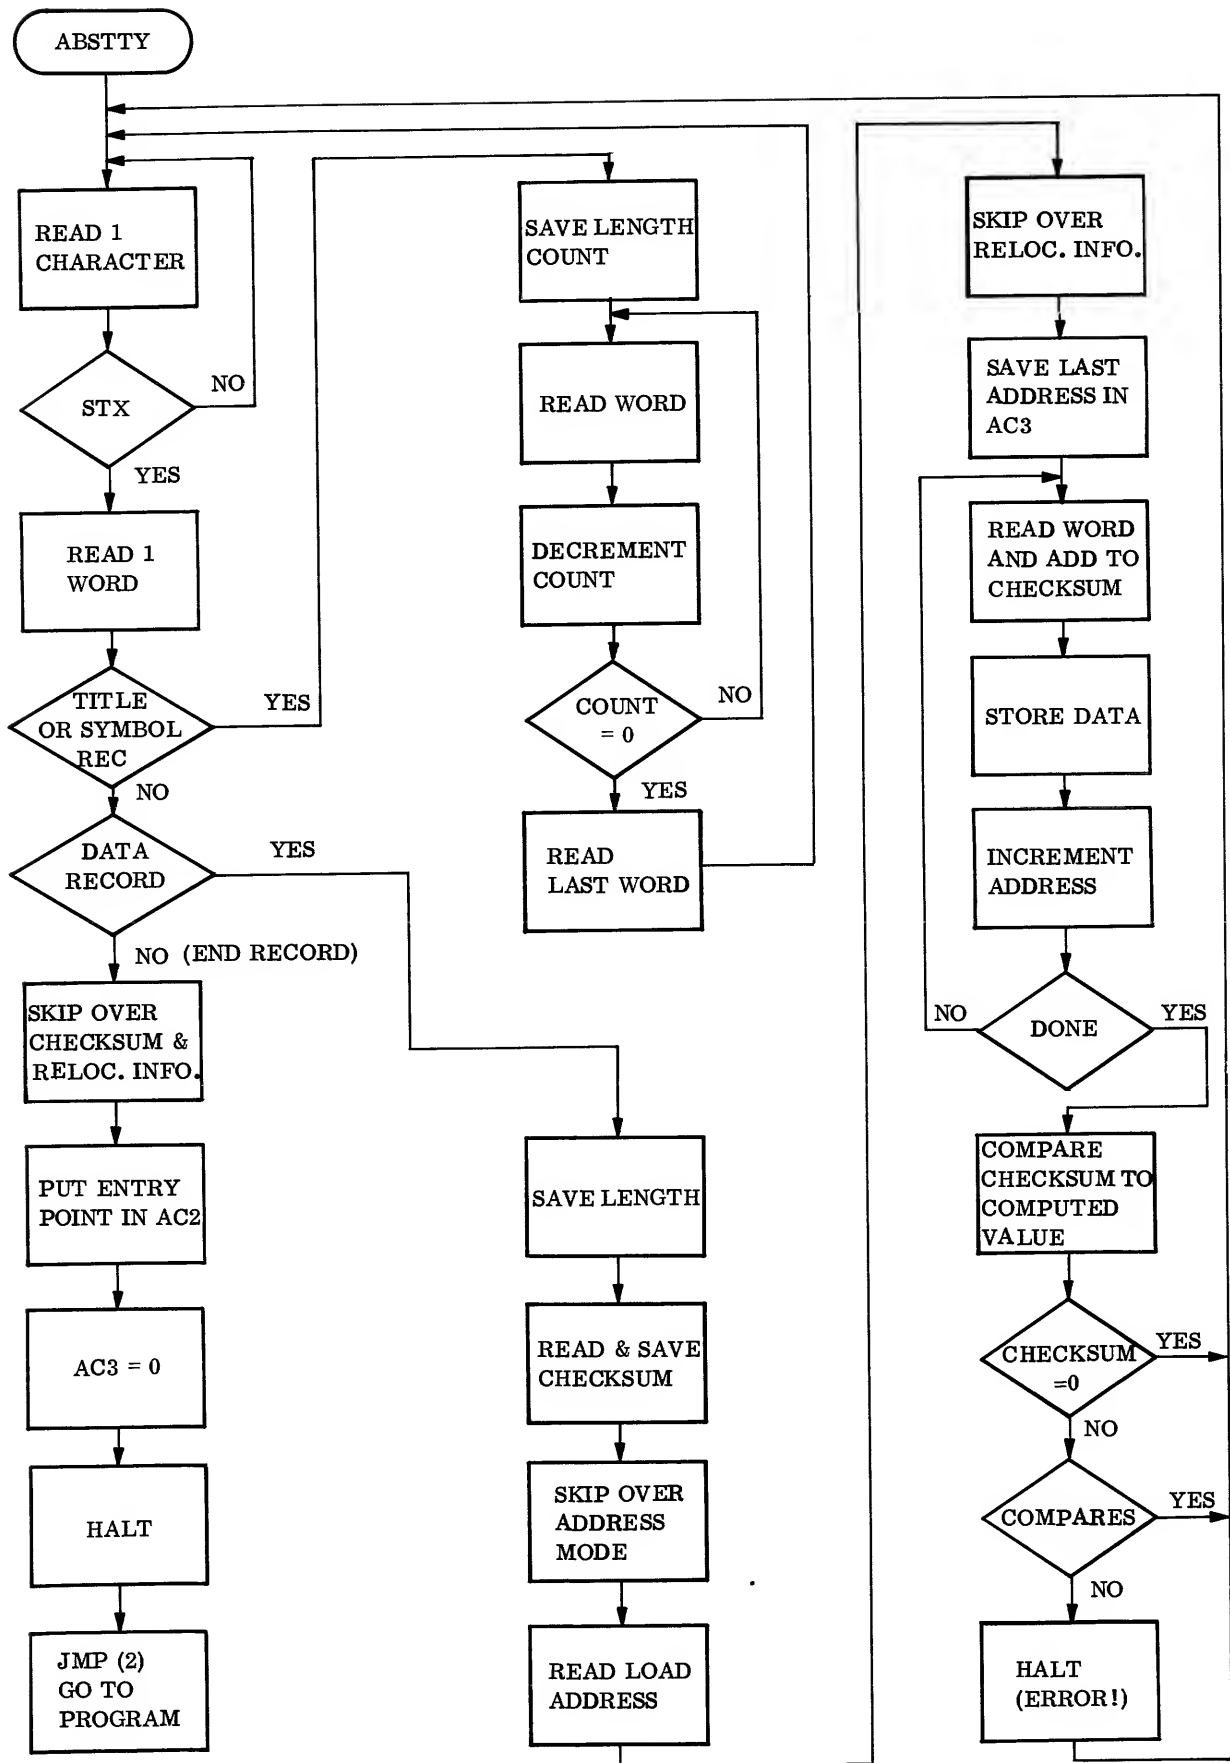 ABSTTY
READ 1
CHARACTER
STX
NO
YES
READ 1
WORD
TITLE
OR SYMBOL
REC
YES
NO
DATA
RECORD
YES
NO (END RECORD)
SKIP OVER
CHECKSUM &
RELOC. INFO.
PUT ENTRY
POINT IN AC2
AC3 = 0
HALT
JMP (2)
GO TO
PROGRAM
SAVE LENGTH
COUNT
READ WORD
DECREMENT
COUNT
COUNT
= 0
NO
YES
READ
LAST WORD
SAVE LENGTH
READ & SAVE
CHECKSUM
SKIP OVER
ADDRESS
MODE
READ LOAD
ADDRESS
SKIP OVER
RELOC. INFO.
SAVE LAST
ADDRESS IN
AC3
READ WORD
AND ADD TO
CHECKSUM
STORE DATA
INCREMENT
ADDRESS
NO
DONE
YES
COMPARE
CHECKSUM TO
COMPUTED
VALUE
CHECKSUM
=0
YES
NO
COMPARES
YES
NO
HALT
(ERROR!)